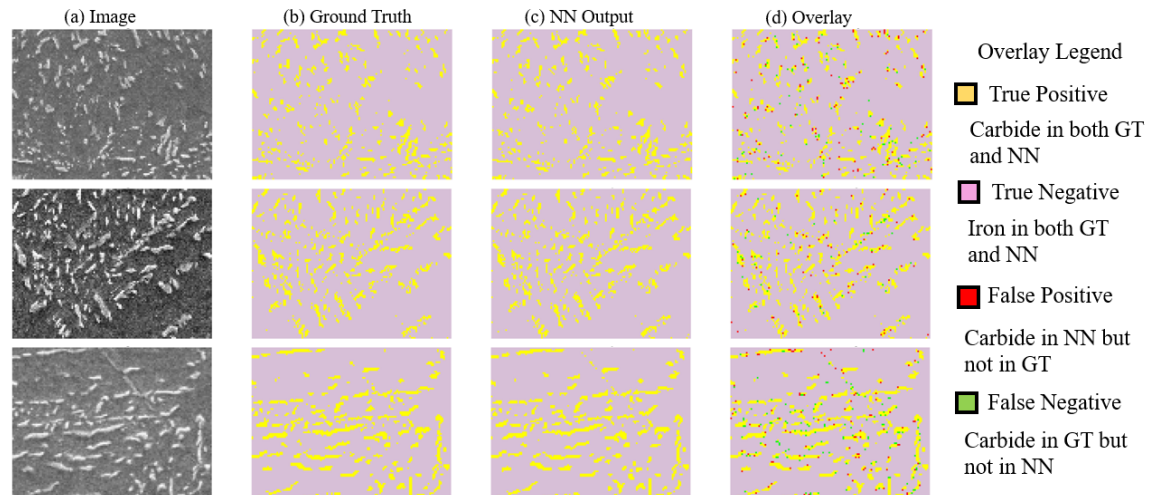 (a) Image
(b) Ground Truth
(c) NN Output
(d) Overlay
Overlay Legend
True Positive
Carbide in both GT
and NN
True Negative
Iron in both GT
and NN
False Positive
Carbide in NN but
not in GT
False Negative
Carbide in GT but
not in NN